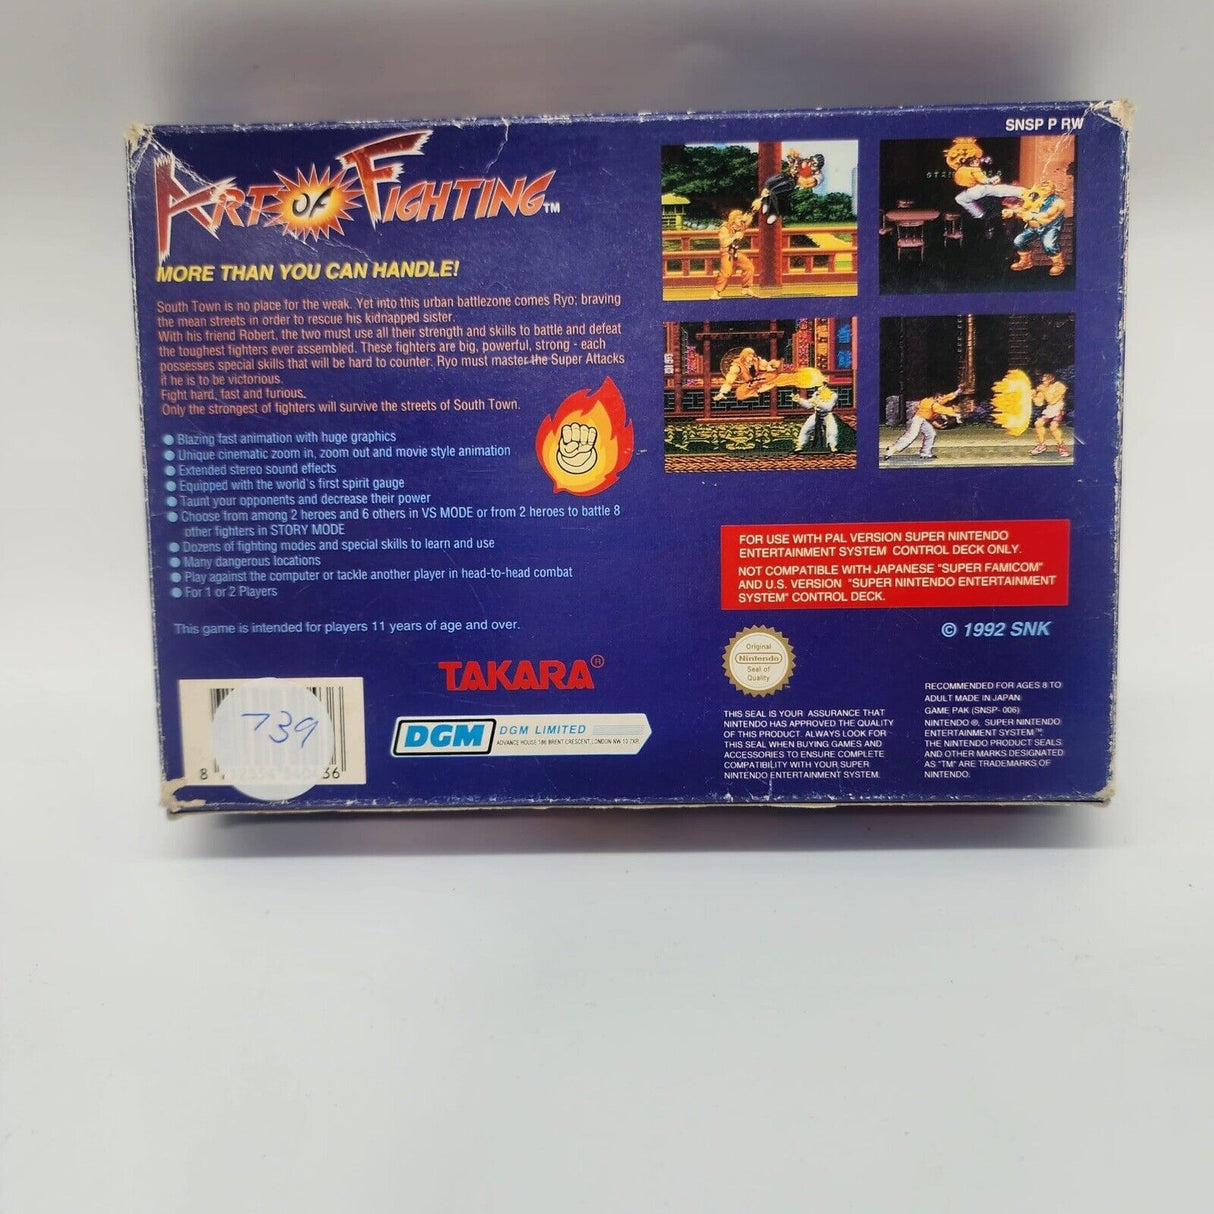 SNSP P RW
ART OF FIGHTING™
MORE THAN YOU CAN HANDLE!
South Town is no place for the weak. Yet into this urban battlezone comes Ryo; braving
the mean streets in order to rescue his kidnapped sister.
With his friend Robert, the two must use all their strength and skills to battle and defeat
the toughest fighters ever assembled. These fighters are big, powerful, strong - each
possesses special skills that will be hard to counter. Ryo must master the Super Attacks
if he is to be victorious.
Fight hard, fast and furious.
Only the strongest of fighters will survive the streets of South Town.
● Blazing fast animation with huge graphics
● Unique cinematic zoom in, zoom out and movie style animation
● Extended stereo sound effects
● Equipped with the world's first spirit gauge
● Taunt your opponents and decrease their power
● Choose from among 2 heroes and 6 others in VS MODE or from 2 heroes to battle 8
other fighters in STORY MODE
● Dozens of fighting modes and special skills to learn and use
● Many dangerous locations
● Play against the computer or tackle another player in head-to-head combat
● For 1 or 2 Players
This game is intended for players 11 years of age and over.
FOR USE WITH PAL VERSION SUPER NINTENDO
ENTERTAINMENT SYSTEM CONTROL DECK ONLY.
NOT COMPATIBLE WITH JAPANESE "SUPER FAMICOM"
AND U.S. VERSION "SUPER NINTENDO ENTERTAINMENT
SYSTEM" CONTROL DECK.
© 1992 SNK
TAKARA®
DGM
DGM LIMITED
ADVANCE HOUSE 186 BRENT CRESCENT, LONDON NW 10 7XR.
739
8
36
Original
Nintendo
Seal of
Quality
THIS SEAL IS YOUR ASSURANCE THAT
NINTENDO HAS APPROVED THE QUALITY
OF THIS PRODUCT. ALWAYS LOOK FOR
THIS SEAL WHEN BUYING GAMES AND
ACCESSORIES TO ENSURE COMPLETE
COMPATIBILITY WITH YOUR SUPER
NINTENDO ENTERTAINMENT SYSTEM.
RECOMMENDED FOR AGES 8 TO
ADULT MADE IN JAPAN
GAME PAK (SNSP- 006)
NINTENDO ®, SUPER NINTENDO
ENTERTAINMENT SYSTEM ™
THE NINTENDO PRODUCT SEALS
AND OTHER MARKS DESIGNATED
AS "TM" ARE TRADEMARKS OF
NINTENDO.